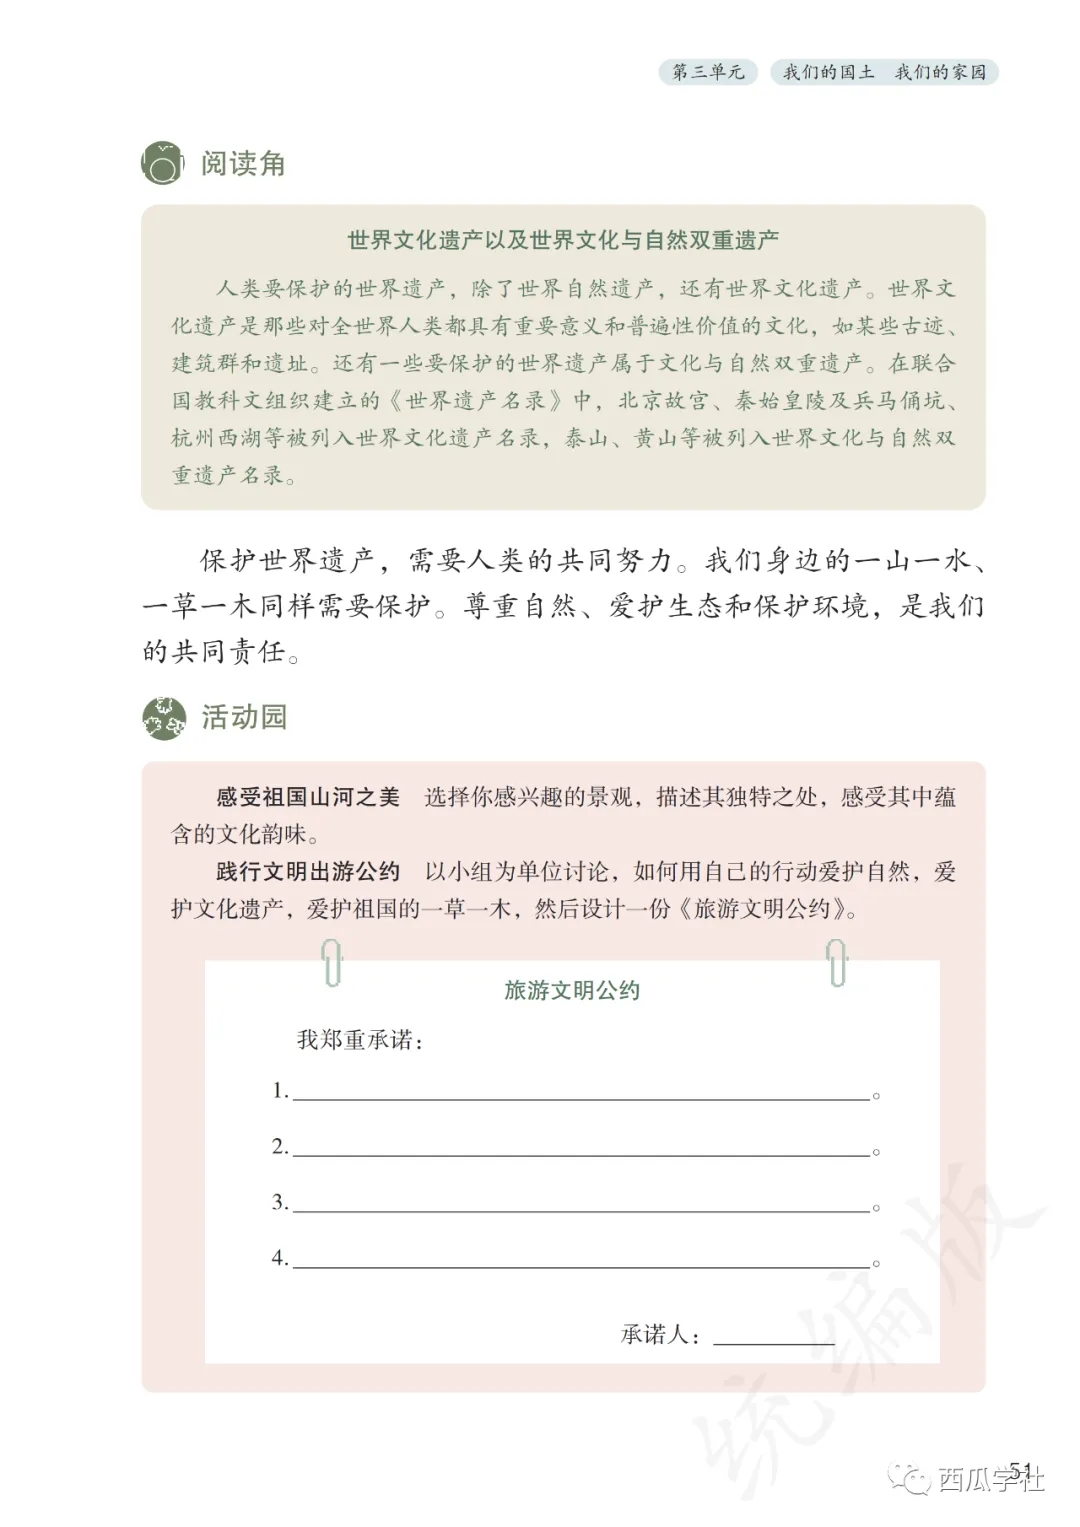 第三单元 我们的国土 我们的家园
阅读角
世界文化遗产以及世界文化与自然双重遗产
人类要保护的世界遗产，除了世界自然遗产，还有世界文化遗产。世界文
化遗产是那些对全世界人类都具有重要意义和普遍性价值的文化，如某些古迹、
建筑群和遗址。还有一些要保护的世界遗产属于文化与自然双重遗产。在联合
国教科文组织建立的《世界遗产名录》中，北京故宫、秦始皇陵及兵马俑坑、
杭州西湖等被列入世界文化遗产名录，泰山、黄山等被列入世界文化与自然双
重遗产名录。
保护世界遗产，需要人类的共同努力。我们身边的一山一水、
一草一木同样需要保护。尊重自然、爱护生态和保护环境，是我们
的共同责任。
活动园
感受祖国山河之美 选择你感兴趣的景观，描述其独特之处，感受其中蕴
含的文化韵味。
践行文明出游公约 以小组为单位讨论，如何用自己的行动爱护自然，爱
护文化遗产，爱护祖国的一草一木，然后设计一份《旅游文明公约》。
旅游文明公约
我郑重承诺：
1.。
2.。
3.。
4.。
承诺人：
统编版
51
西瓜学社